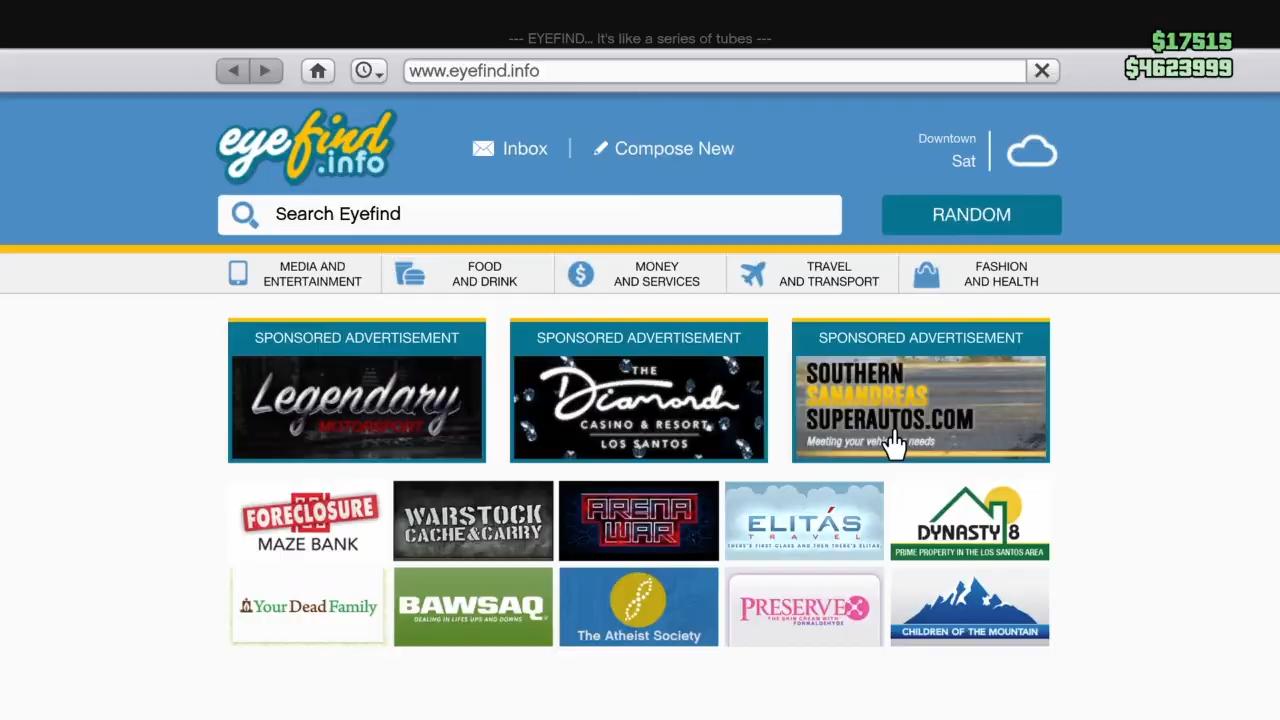 --- EYEFIND... It's like a series of tubes ---
$17515
$4623999
www.eyefind.info
eyefind
.info
Inbox
Compose New
Downtown
Sat
Search Eyefind
RANDOM
MEDIA AND
ENTERTAINMENT
FOOD
AND DRINK
MONEY
AND SERVICES
TRAVEL
AND TRANSPORT
FASHION
AND HEALTH
SPONSORED ADVERTISEMENT
Legendary
MOTORSPORT
SPONSORED ADVERTISEMENT
THE
Diamond
CASINO & RESORT
LOS SANTOS
SPONSORED ADVERTISEMENT
SOUTHERN
SANANDREAS
SUPERAUTOS.COM
Meeting your needs
FORECLOSURE
MAZE BANK
WARSTOCK
CACHE&CARRY
ARENA
WAR
ELITÁS
TRAVEL
THERE'S FIRST CLASS AND THEN THERE'S ELITAS
DYNASTY 8
PRIME PROPERTY IN THE LOS SANTOS AREA
Your Dead Family
BAWSAQ
DEALING IN LIFES UPS AND DOWNS
The Atheist Society
PRESERVEX
THE SKIN CREAM WITH
FORMALDEHYDE
CHILDREN OF THE MOUNTAIN